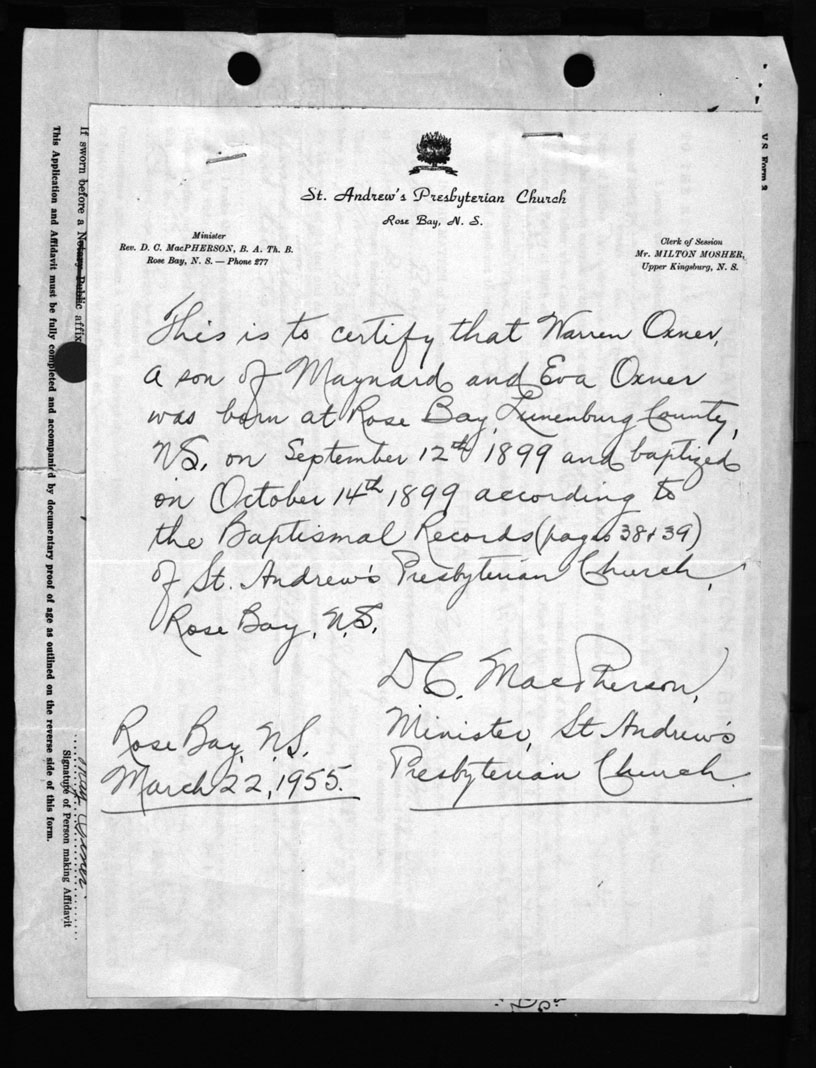 St. Andrew's Presbyterian Church
Rose Bay, N. S.
Minister
Rev. D. C. MacPHERSON, B. A. Th. B.
Rose Bay, N. S. — Phone 277
Clerk of Session
Mr. MILTON MOSHER,
Upper Kingsburg, N. S.
This is to certify that Warren Oxner,
a son of Maynard and Eva Oxner
was born at Rose Bay, Lunenburg County,
N.S. on September 12th 1899 and baptized
on October 14th 1899 according to
the Baptismal Records (pages 38 + 39)
of St. Andrew's Presbyterian Church,
Rose Bay, N.S.
D C. MacPherson,
Minister, St Andrew's
Presbyterian Church.
Rose Bay, N.S.
March 22, 1955.
If sworn before a Notary Public affix
This Application and Affidavit must be fully completed and accompanied by documentary proof of age as outlined on the reverse side of this form.
Signature of Person making Affidavit
V S Form 2